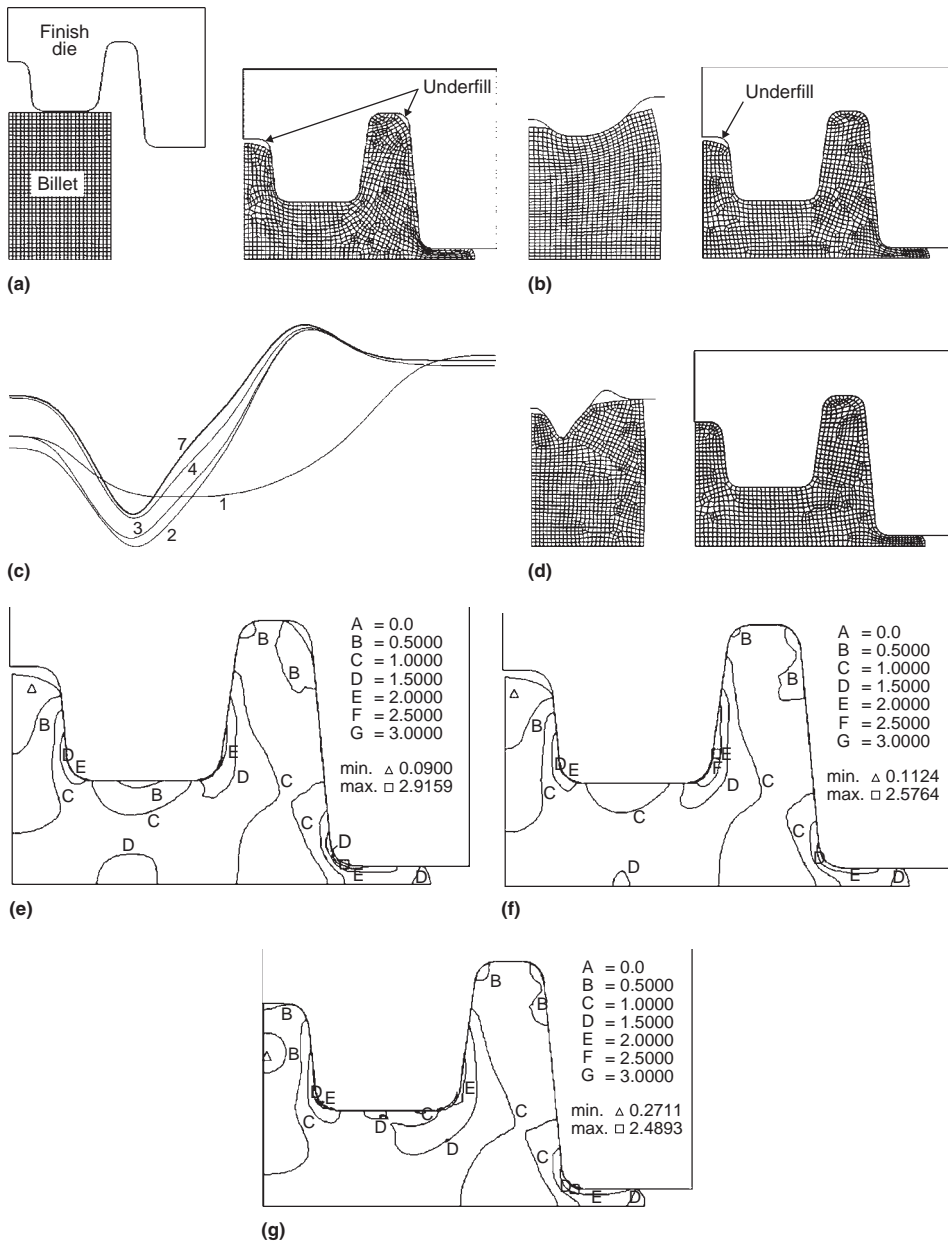 Finish
die
Billet
Underfill
(a)
Underfill
(b)
7
4
1
3
2
(c)
(d)
A = 0.0
B = 0.5000
C = 1.0000
D = 1.5000
E = 2.0000
F = 2.5000
G = 3.0000
min. △ 0.0900
max. □ 2.9159
B
B
B
D
E
C
B
C
D
E
D
C
C
D
E
D
(e)
A = 0.0
B = 0.5000
C = 1.0000
D = 1.5000
E = 2.0000
F = 2.5000
G = 3.0000
min. △ 0.1124
max. □ 2.5764
B
B
B
D
E
C
C
E
F
D
C
C
D
D
E
D
(f)
A = 0.0
B = 0.5000
C = 1.0000
D = 1.5000
E = 2.0000
F = 2.5000
G = 3.0000
min. △ 0.2711
max. □ 2.4893
B
B
B
B
D
E
C
D
C
E
D
C
C
D
E
D
(g)